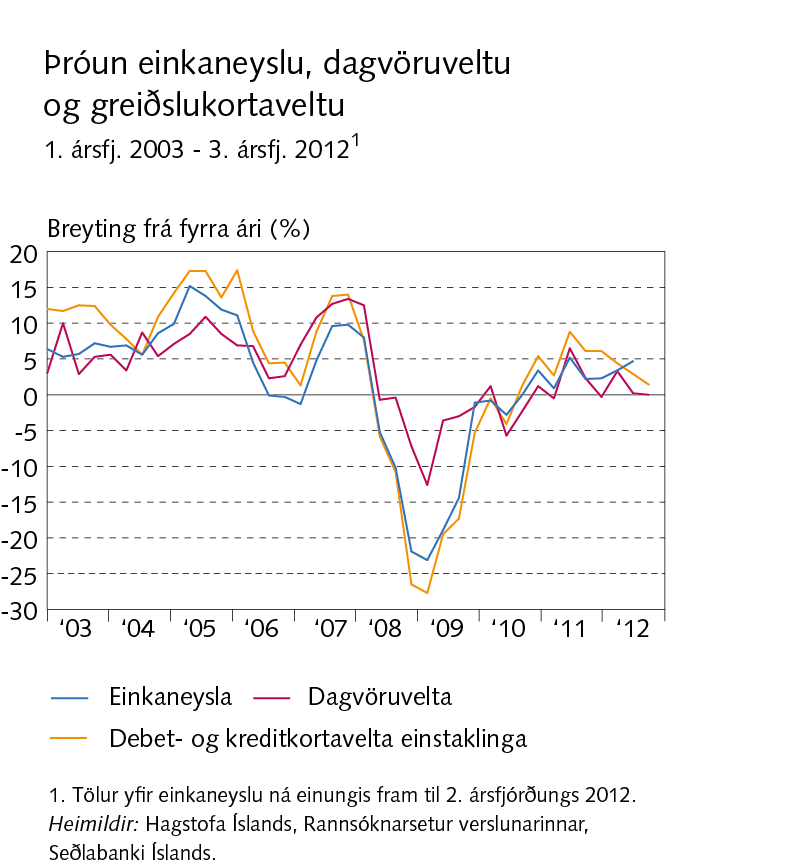 Þróun einkaneyslu, dagvöruveltu
og greiðslukortaveltu
1. ársfj. 2003 - 3. ársfj. 2012¹
Breyting frá fyrra ári (%)
20
15
10
5
0
-5
-10
-15
-20
-25
-30
‘03 ‘04 ‘05 ‘06 ‘07 ‘08 ‘09 ‘10 ‘11 ‘12
Einkaneysla Dagvöruvelta
Debet- og kreditkortavelta einstaklinga
1. Tölur yfir einkaneyslu ná einungis fram til 2. ársfjórðungs 2012.
Heimildir: Hagstofa Íslands, Rannsóknarsetur verslunarinnar,
Seðlabanki Íslands.